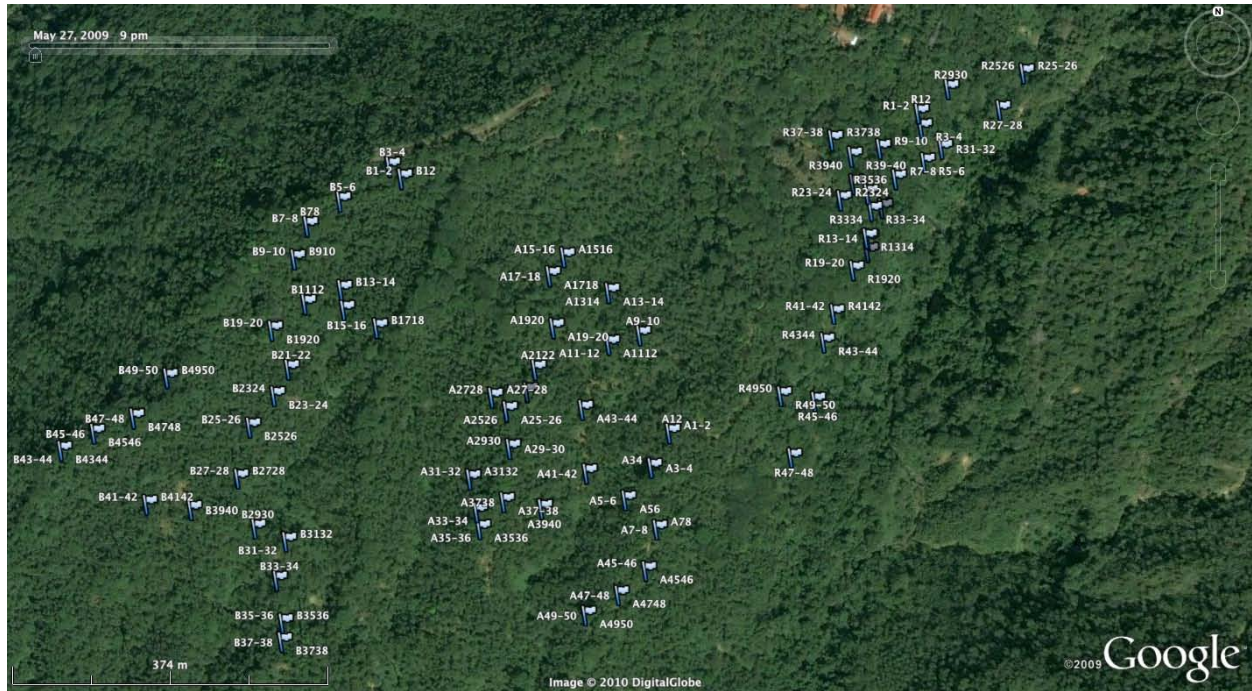 May 27, 2009   9 pm
N
R2526 R25-26
R2930
R1-2 R12
R27-28
R37-38 R3738
R9-10 R3-4
R31-32
B3-4
R3940
R39-40 R7-8 R5-6
B1-2 B12
R3536
B5-6
R23-24 R2324
B7-8 B78
R3334 R33-34
R13-14
R1314
B9-10 B910
A15-16 A1516
R19-20
R1920
A17-18 A1718
B13-14
A1314 A13-14
B1112
R41-42 R4142
B15-16 B1718
A1920 A9-10
B19-20
B1920
A19-20
R4344
R43-44
A11-12 A1112
A2122
B21-22
B49-50 B4950
B2324
B23-24
A2728 A27-28
R4950
R49-50
R45-46
A2526 A25-26
A43-44
B47-48
B4748
B25-26
B2526
A12
A1-2
B45-46
B4546
A2930
A29-30
B43-44 B4344
A34
A3-4
R47-48
B27-28 B2728
A31-32 A3132
A41-42
B41-42 B4142
B3940
A3738
A37-38
A5-6
A56
B2930
A33-34
A3940
A7-8 A78
B31-32 B3132
A35-36 A3536
B33-34
A45-46
A4546
A47-48
A4748
B35-36 B3536
A49-50
A4950
B37-38
B3738
374 m
©2009 Google
Image © 2010 DigitalGlobe